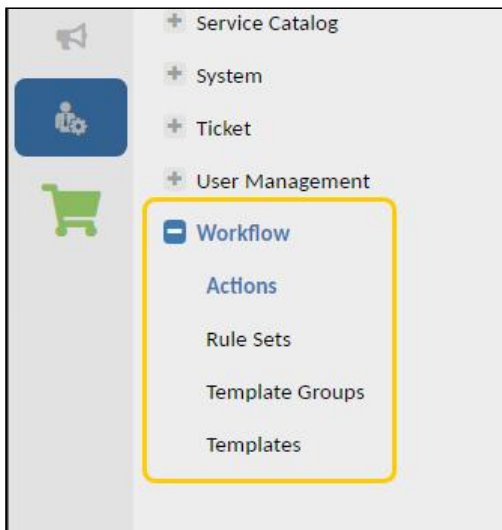 Service Catalog
System
Ticket
User Management
Workflow
Actions
Rule Sets
Template Groups
Templates